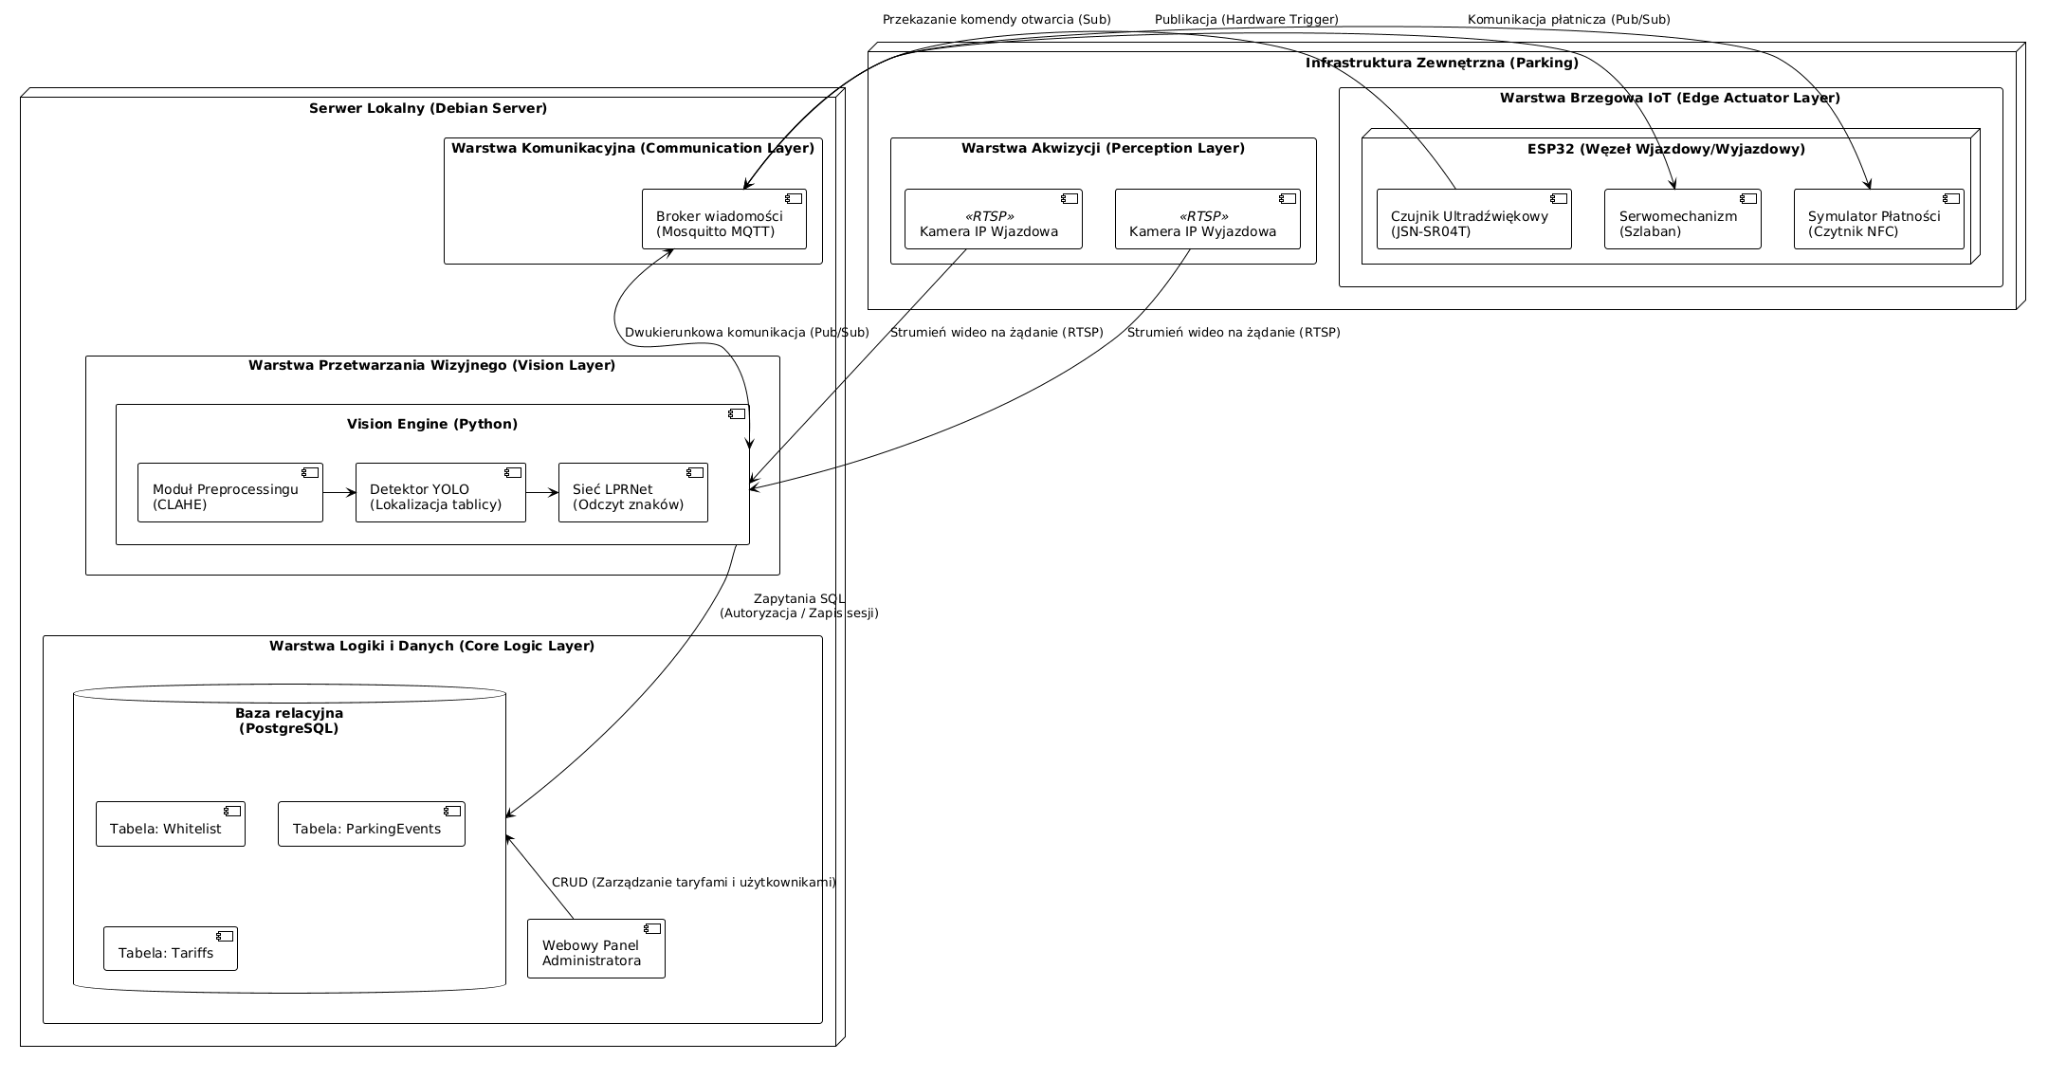 Przekazanie komendy otwarcia (Sub)
Publikacja (Hardware Trigger)
Komunikacja płatnicza (Pub/Sub)
Infrastruktura Zewnętrzna (Parking)
Serwer Lokalny (Debian Server)
Warstwa Brzegowa IoT (Edge Actuator Layer)
Warstwa Komunikacyjna (Communication Layer)
Warstwa Akwizycji (Perception Layer)
ESP32 (Węzeł Wjazdowy/Wyjazdowy)
Broker wiadomości
(Mosquitto MQTT)
«RTSP»
Kamera IP Wjazdowa
«RTSP»
Kamera IP Wyjazdowa
Czujnik Ultradźwiękowy
(JSN-SR04T)
Serwomechanizm
(Szlaban)
Symulator Płatności
(Czytnik NFC)
Dwukierunkowa komunikacja (Pub/Sub)
Strumień wideo na żądanie (RTSP)
Strumień wideo na żądanie (RTSP)
Warstwa Przetwarzania Wizyjnego (Vision Layer)
Vision Engine (Python)
Moduł Preprocessingu
(CLAHE)
Detektor YOLO
(Lokalizacja tablicy)
Sieć LPRNet
(Odczyt znaków)
Zapytania SQL
(Autoryzacja / Zapis sesji)
Warstwa Logiki i Danych (Core Logic Layer)
Baza relacyjna
(PostgreSQL)
Tabela: Whitelist
Tabela: ParkingEvents
CRUD (Zarządzanie taryfami i użytkownikami)
Tabela: Tariffs
Webowy Panel
Administratora